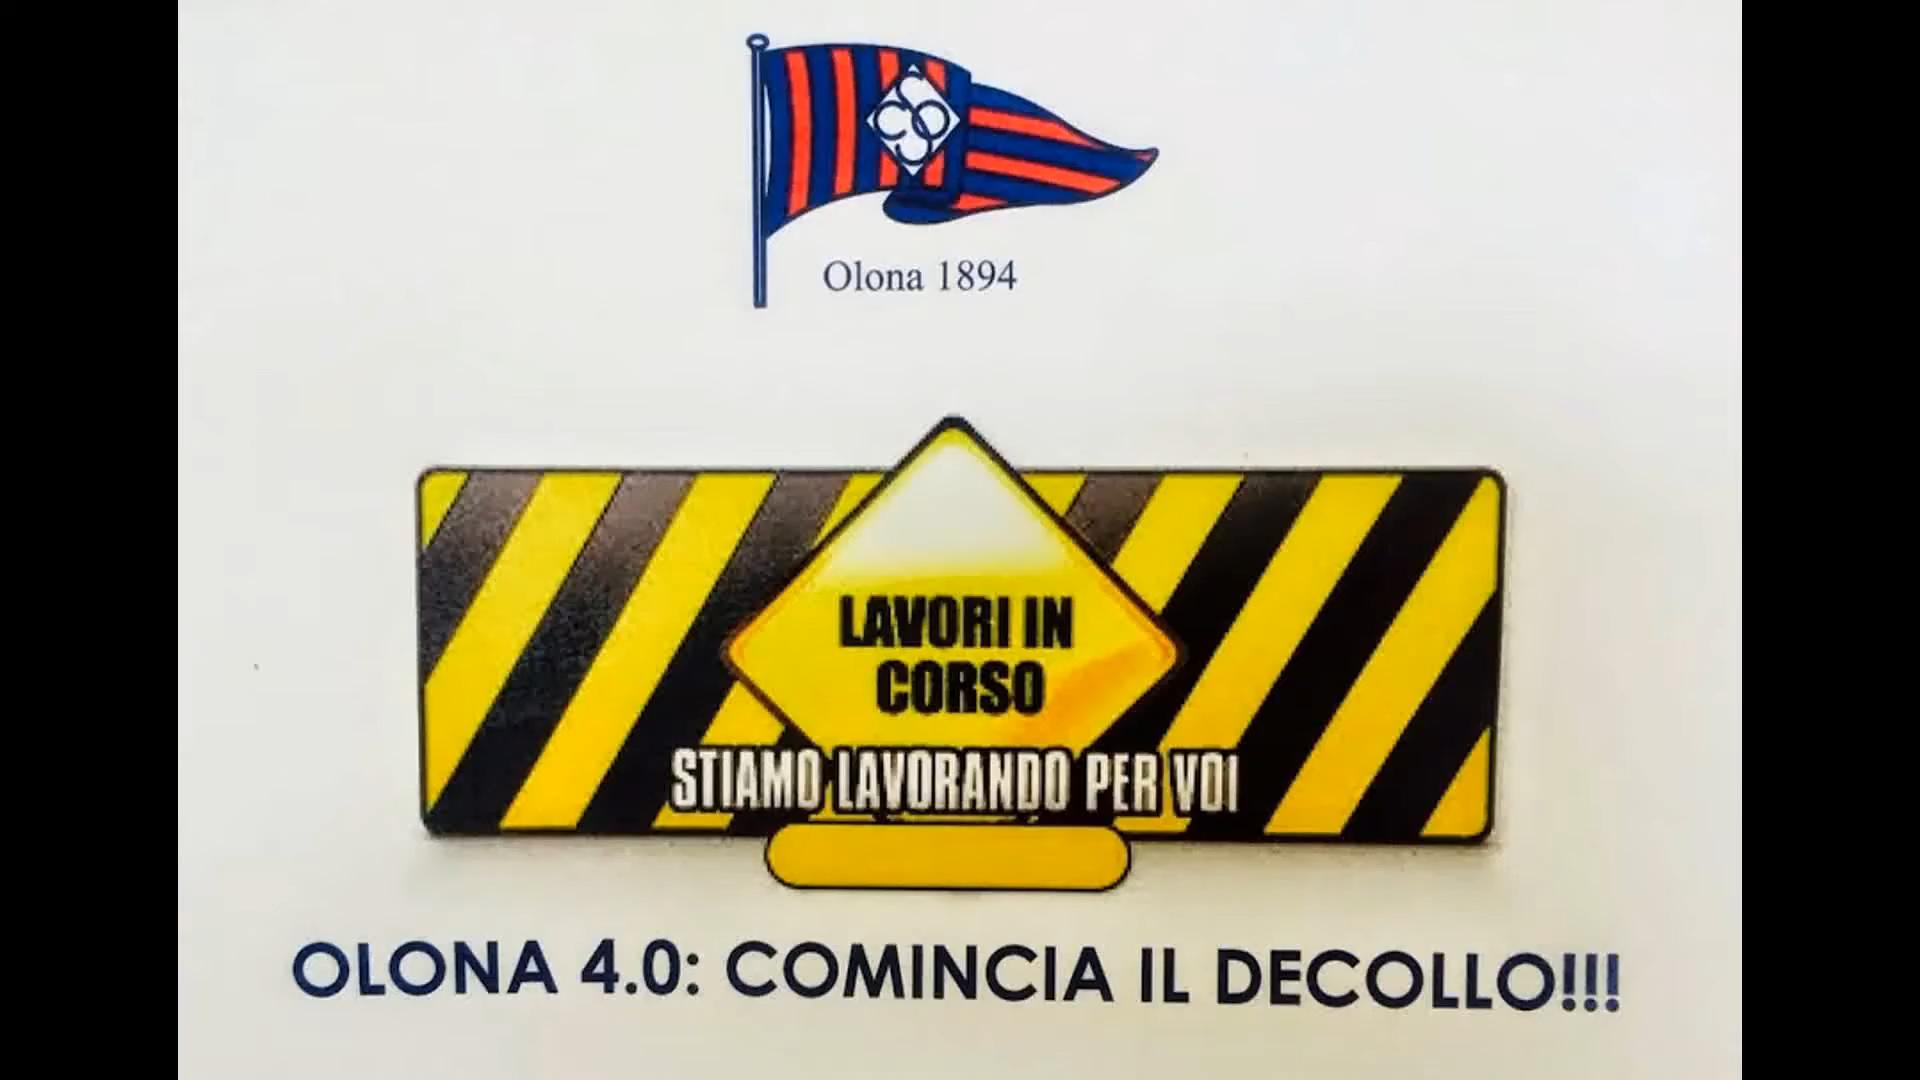 Olona 1894
LAVORI IN
CORSO
STIAMO LAVORANDO PER VOI
OLONA 4.0: COMINCIA IL DECOLLO!!!